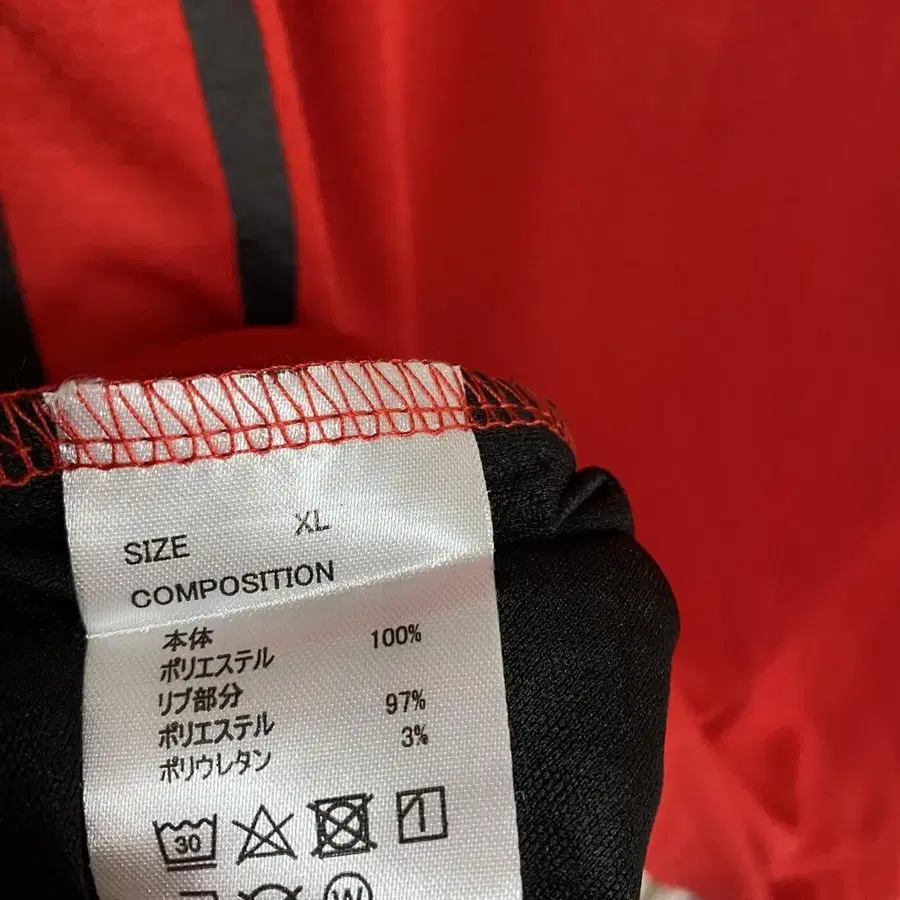 SIZE XL
COMPOSITION
本体
ポリエステル 100%
リブ部分
ポリエステル 97%
ポリウレタン 3%
30
W